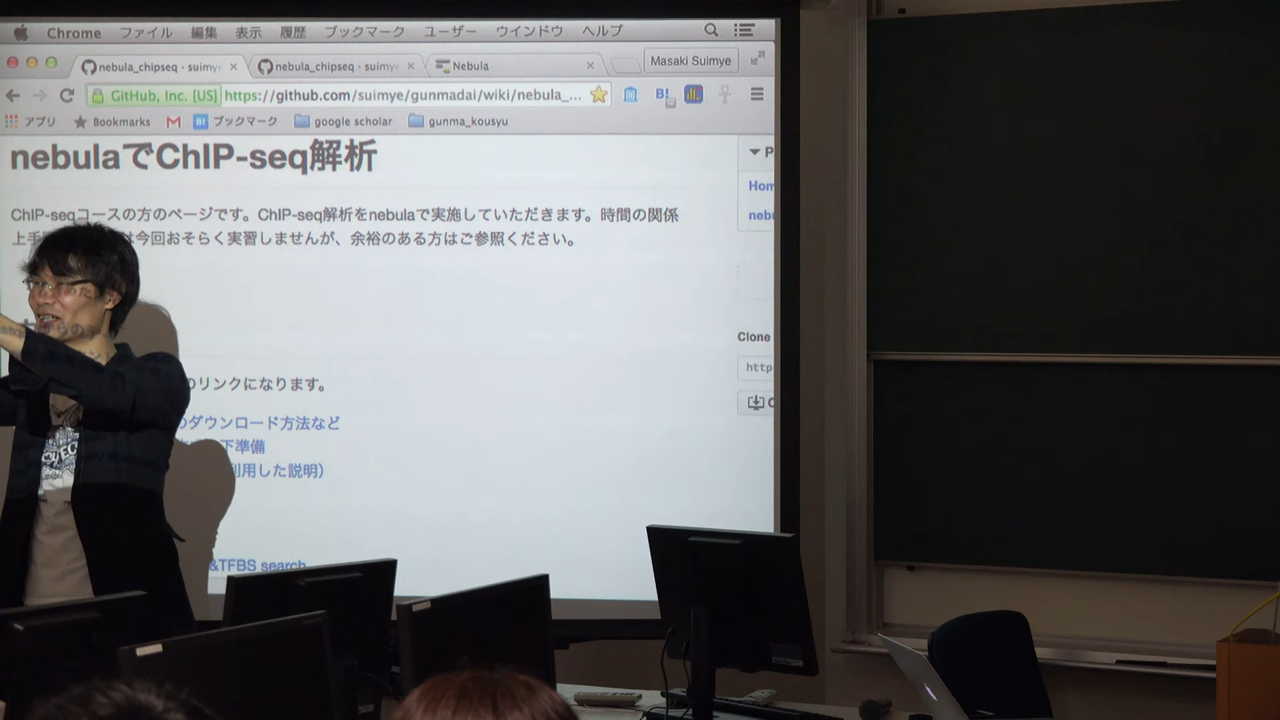 Chrome ファイル 編集 表示 履歴 ブックマーク ユーザー ウインドウ ヘルプ
nebula_chipseq · suimye
nebula_chipseq · suimye
Nebula
Masaki Suimye
GitHub, Inc. [US] https://github.com/suimye/gunmadai/wiki/nebula_...
B!
アプリ Bookmarks B! ブックマーク google scholar gunma_kousyu
nebulaでChIP-seq解析
ChIP-seqコースの方のページです。ChIP-seq解析をnebulaで実施していただきます。時間の関係
上手 は今回おそらく実習しませんが、余裕のある方はご参照ください。
のリンクになります。
のダウンロード方法など
下準備
利用した説明）
&TFBS search
P
Hom
neb
Clone
http